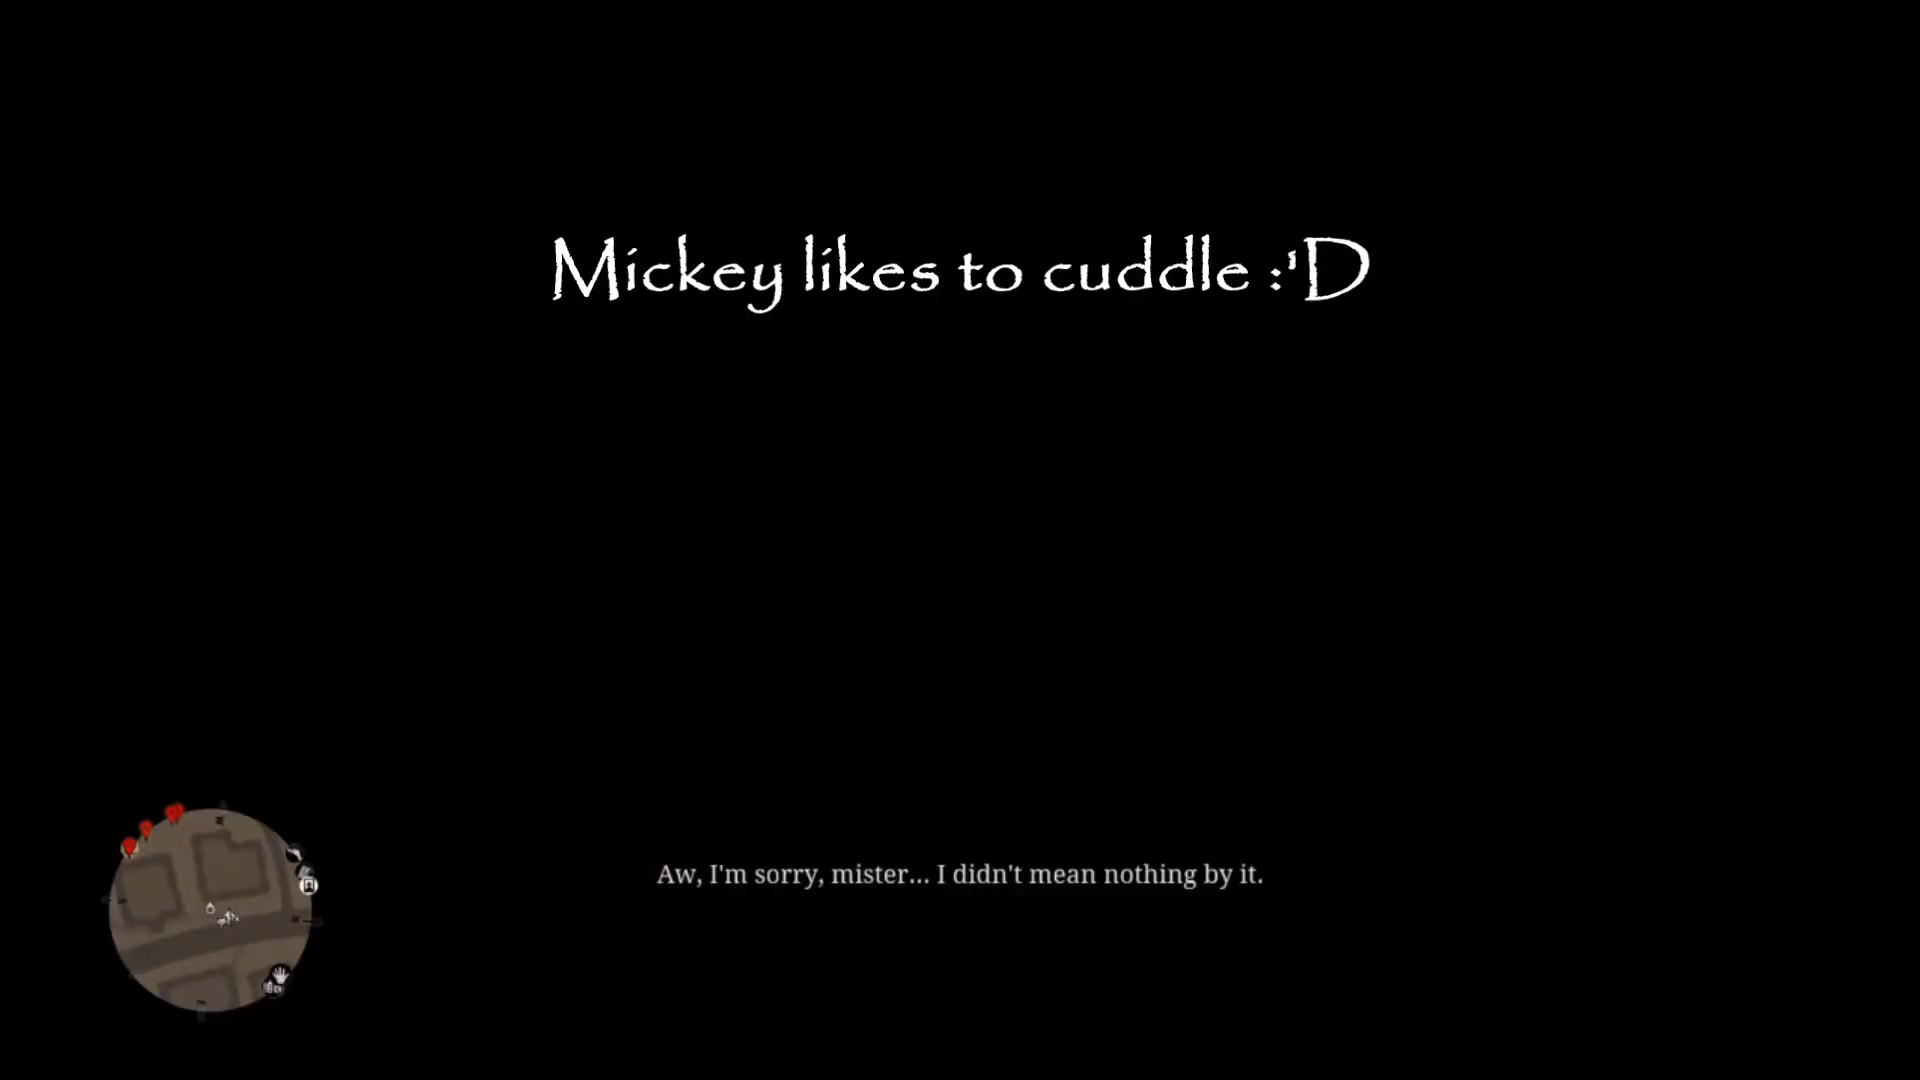 Mickey likes to cuddle :'D
Aw, I'm sorry, mister... I didn't mean nothing by it.